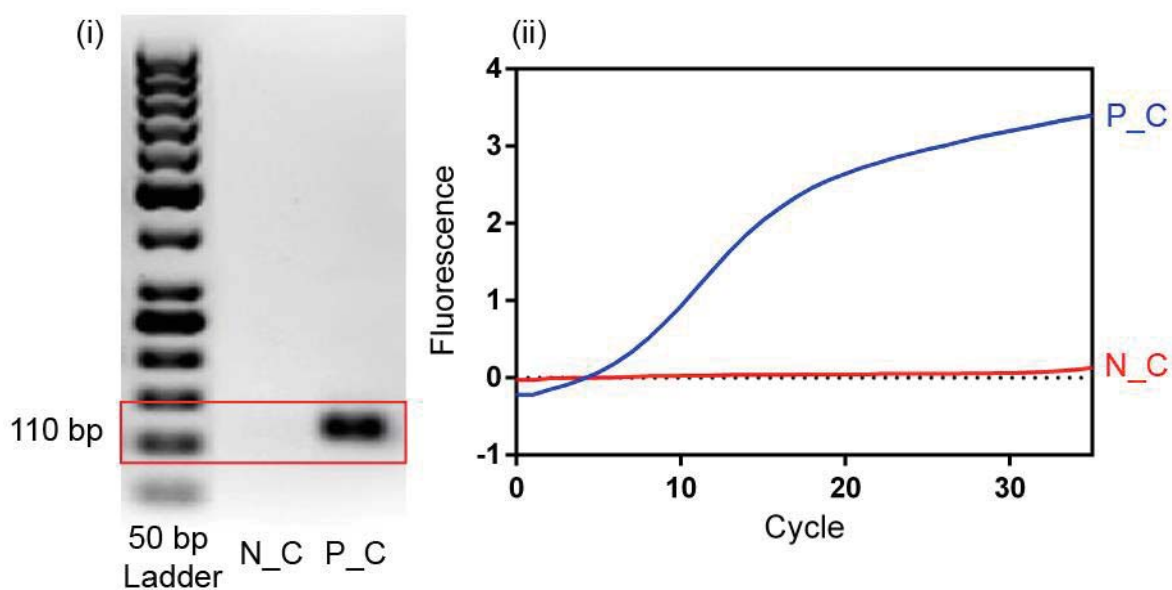 (i)
110 bp
50 bp
Ladder
N_C
P_C
(ii)
Fluorescence
4
3
2
1
0
-1
0
10
20
30
Cycle
P_C
N_C